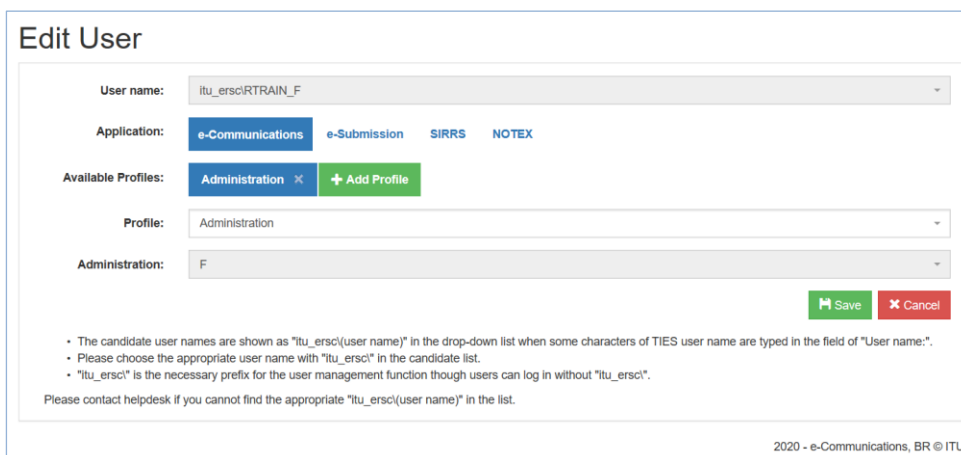 Edit User
User name: itu_ersc\RTRAIN_F
Application: e-Communications e-Submission SIRRS NOTEX
Available Profiles: Administration × + Add Profile
Profile: Administration
Administration: F
Save × Cancel
• The candidate user names are shown as "itu_ersc\(user name)" in the drop-down list when some characters of TIES user name are typed in the field of "User name:".
• Please choose the appropriate user name with "itu_ersc\" in the candidate list.
• "itu_ersc\" is the necessary prefix for the user management function though users can log in without "itu_ersc\".
Please contact helpdesk if you cannot find the appropriate "itu_ersc\(user name)" in the list.
2020 - e-Communications, BR © ITU